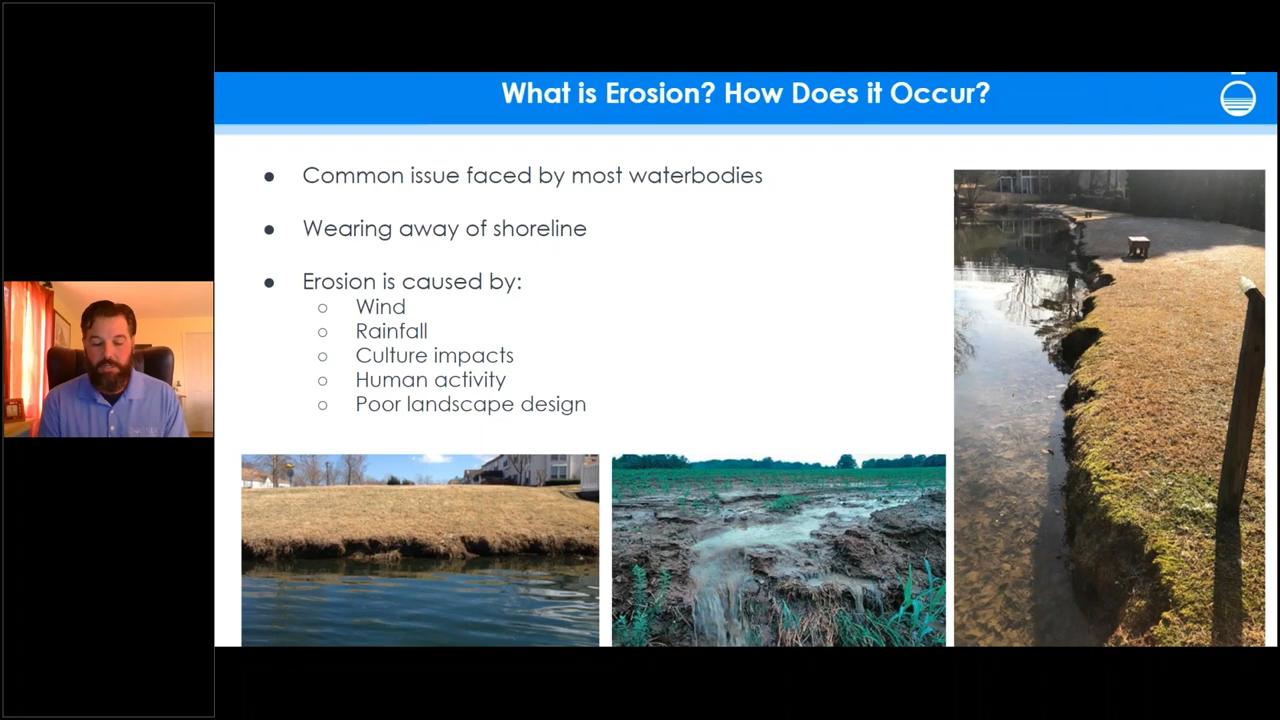 What is Erosion? How Does it Occur?
● Common issue faced by most waterbodies
● Wearing away of shoreline
● Erosion is caused by:
○ Wind
○ Rainfall
○ Culture impacts
○ Human activity
○ Poor landscape design